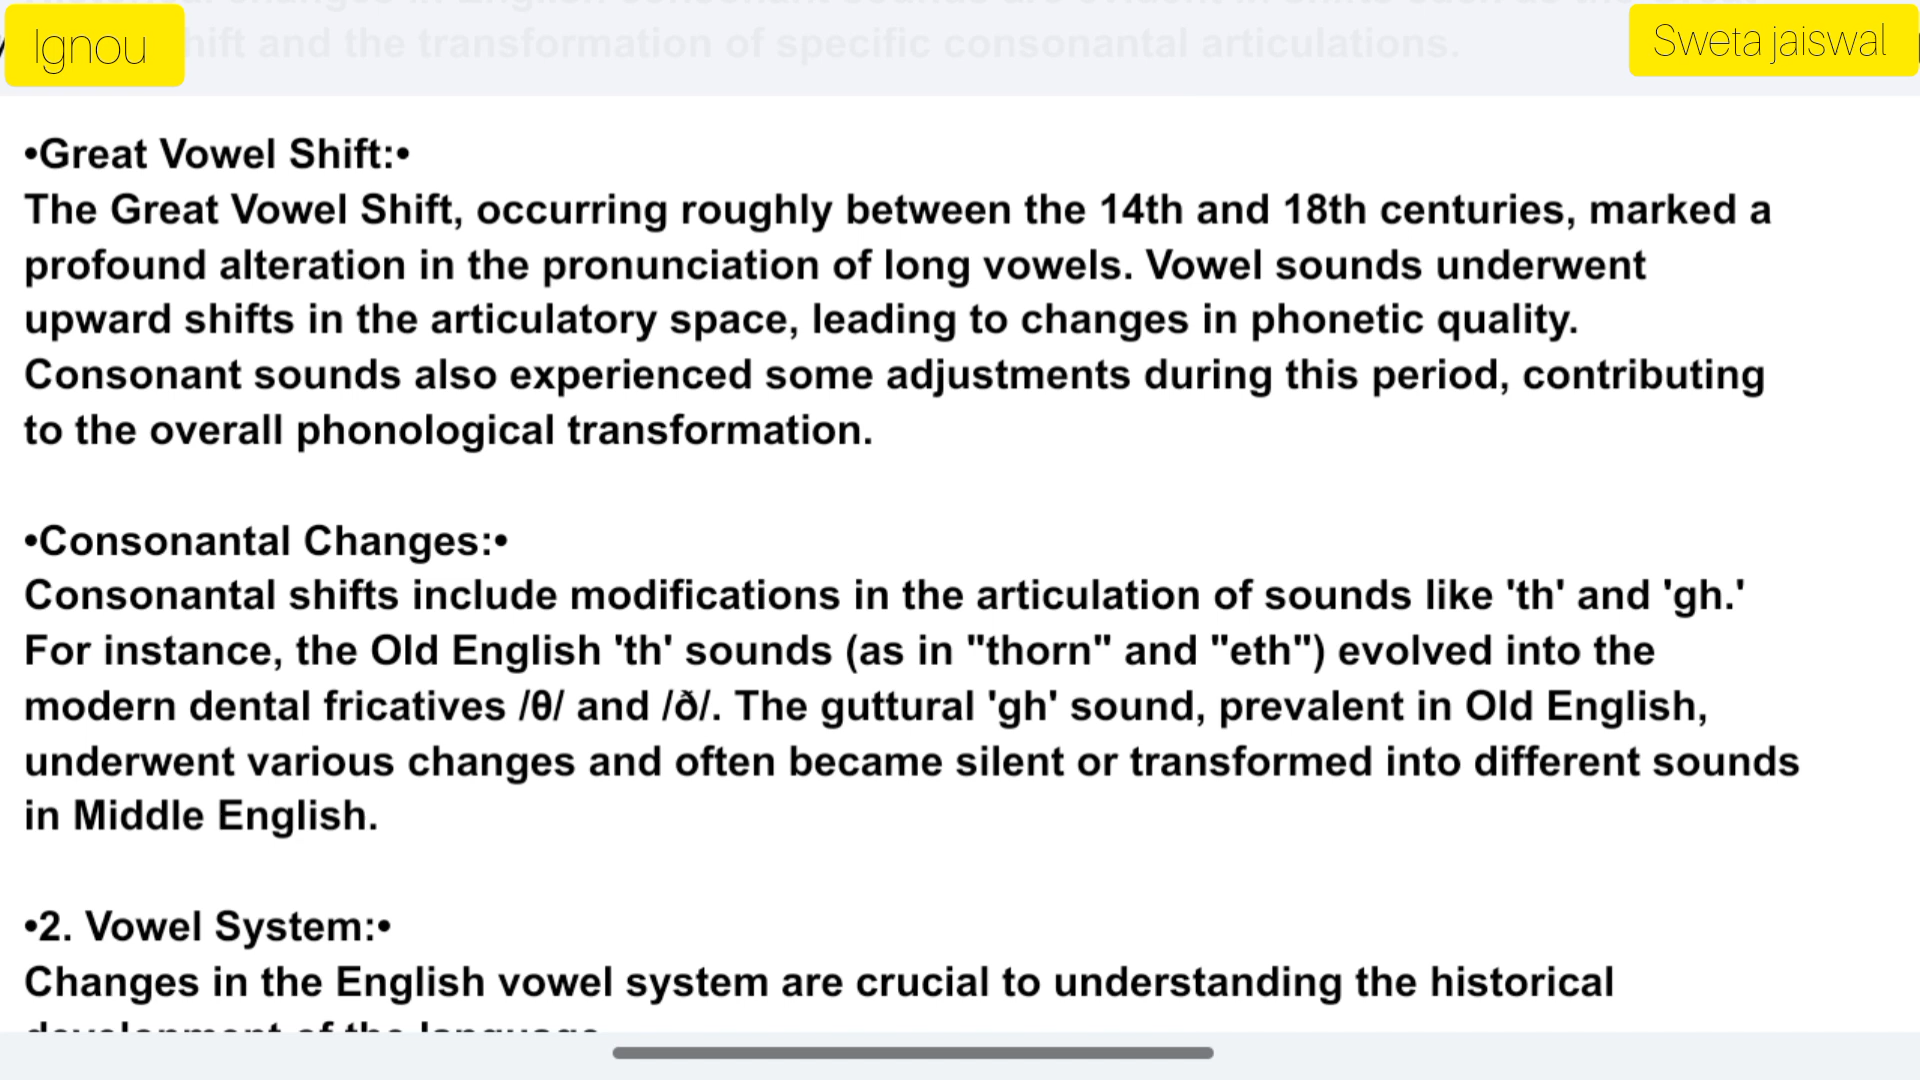 Ignou
Sweta jaiswal
hift and the transformation of specific consonantal articulations.
•Great Vowel Shift:•
The Great Vowel Shift, occurring roughly between the 14th and 18th centuries, marked a
profound alteration in the pronunciation of long vowels. Vowel sounds underwent
upward shifts in the articulatory space, leading to changes in phonetic quality.
Consonant sounds also experienced some adjustments during this period, contributing
to the overall phonological transformation.
•Consonantal Changes:•
Consonantal shifts include modifications in the articulation of sounds like 'th' and 'gh.'
For instance, the Old English 'th' sounds (as in "thorn" and "eth") evolved into the
modern dental fricatives /θ/ and /ð/. The guttural 'gh' sound, prevalent in Old English,
underwent various changes and often became silent or transformed into different sounds
in Middle English.
•2. Vowel System:•
Changes in the English vowel system are crucial to understanding the historical
development of the language